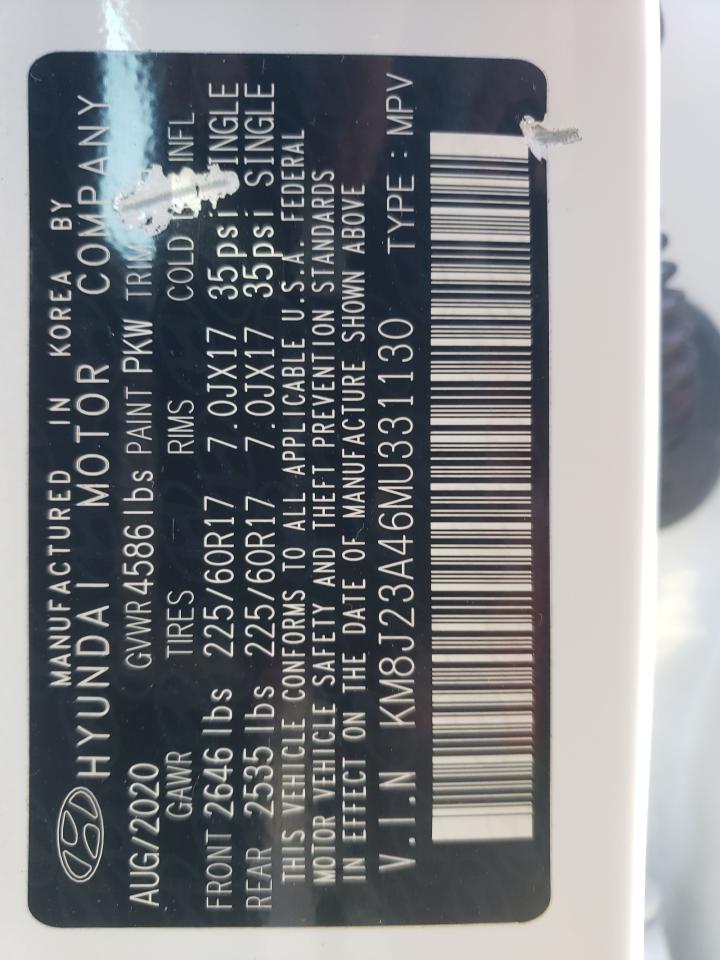 MANUFACTURED IN KOREA BY
HYUNDAI MOTOR COMPANY
AUG/2020 GVWR 4586 lbs PAINT PKW TRIM
GAWR TIRES RIMS COLD INFL
FRONT 2646 lbs 225/60R17 7.0JX17 35psi
REAR 2535 lbs 225/60R17 7.0JX17 35psi SINGLE
THIS VEHICLE CONFORMS TO ALL APPLICABLE U.S.A. FEDERAL
MOTOR VEHICLE SAFETY AND THEFT PREVENTION STANDARDS
IN EFFECT ON THE DATE OF MANUFACTURE SHOWN ABOVE
V.I.N KM8J23A46MU331130 TYPE : MPV